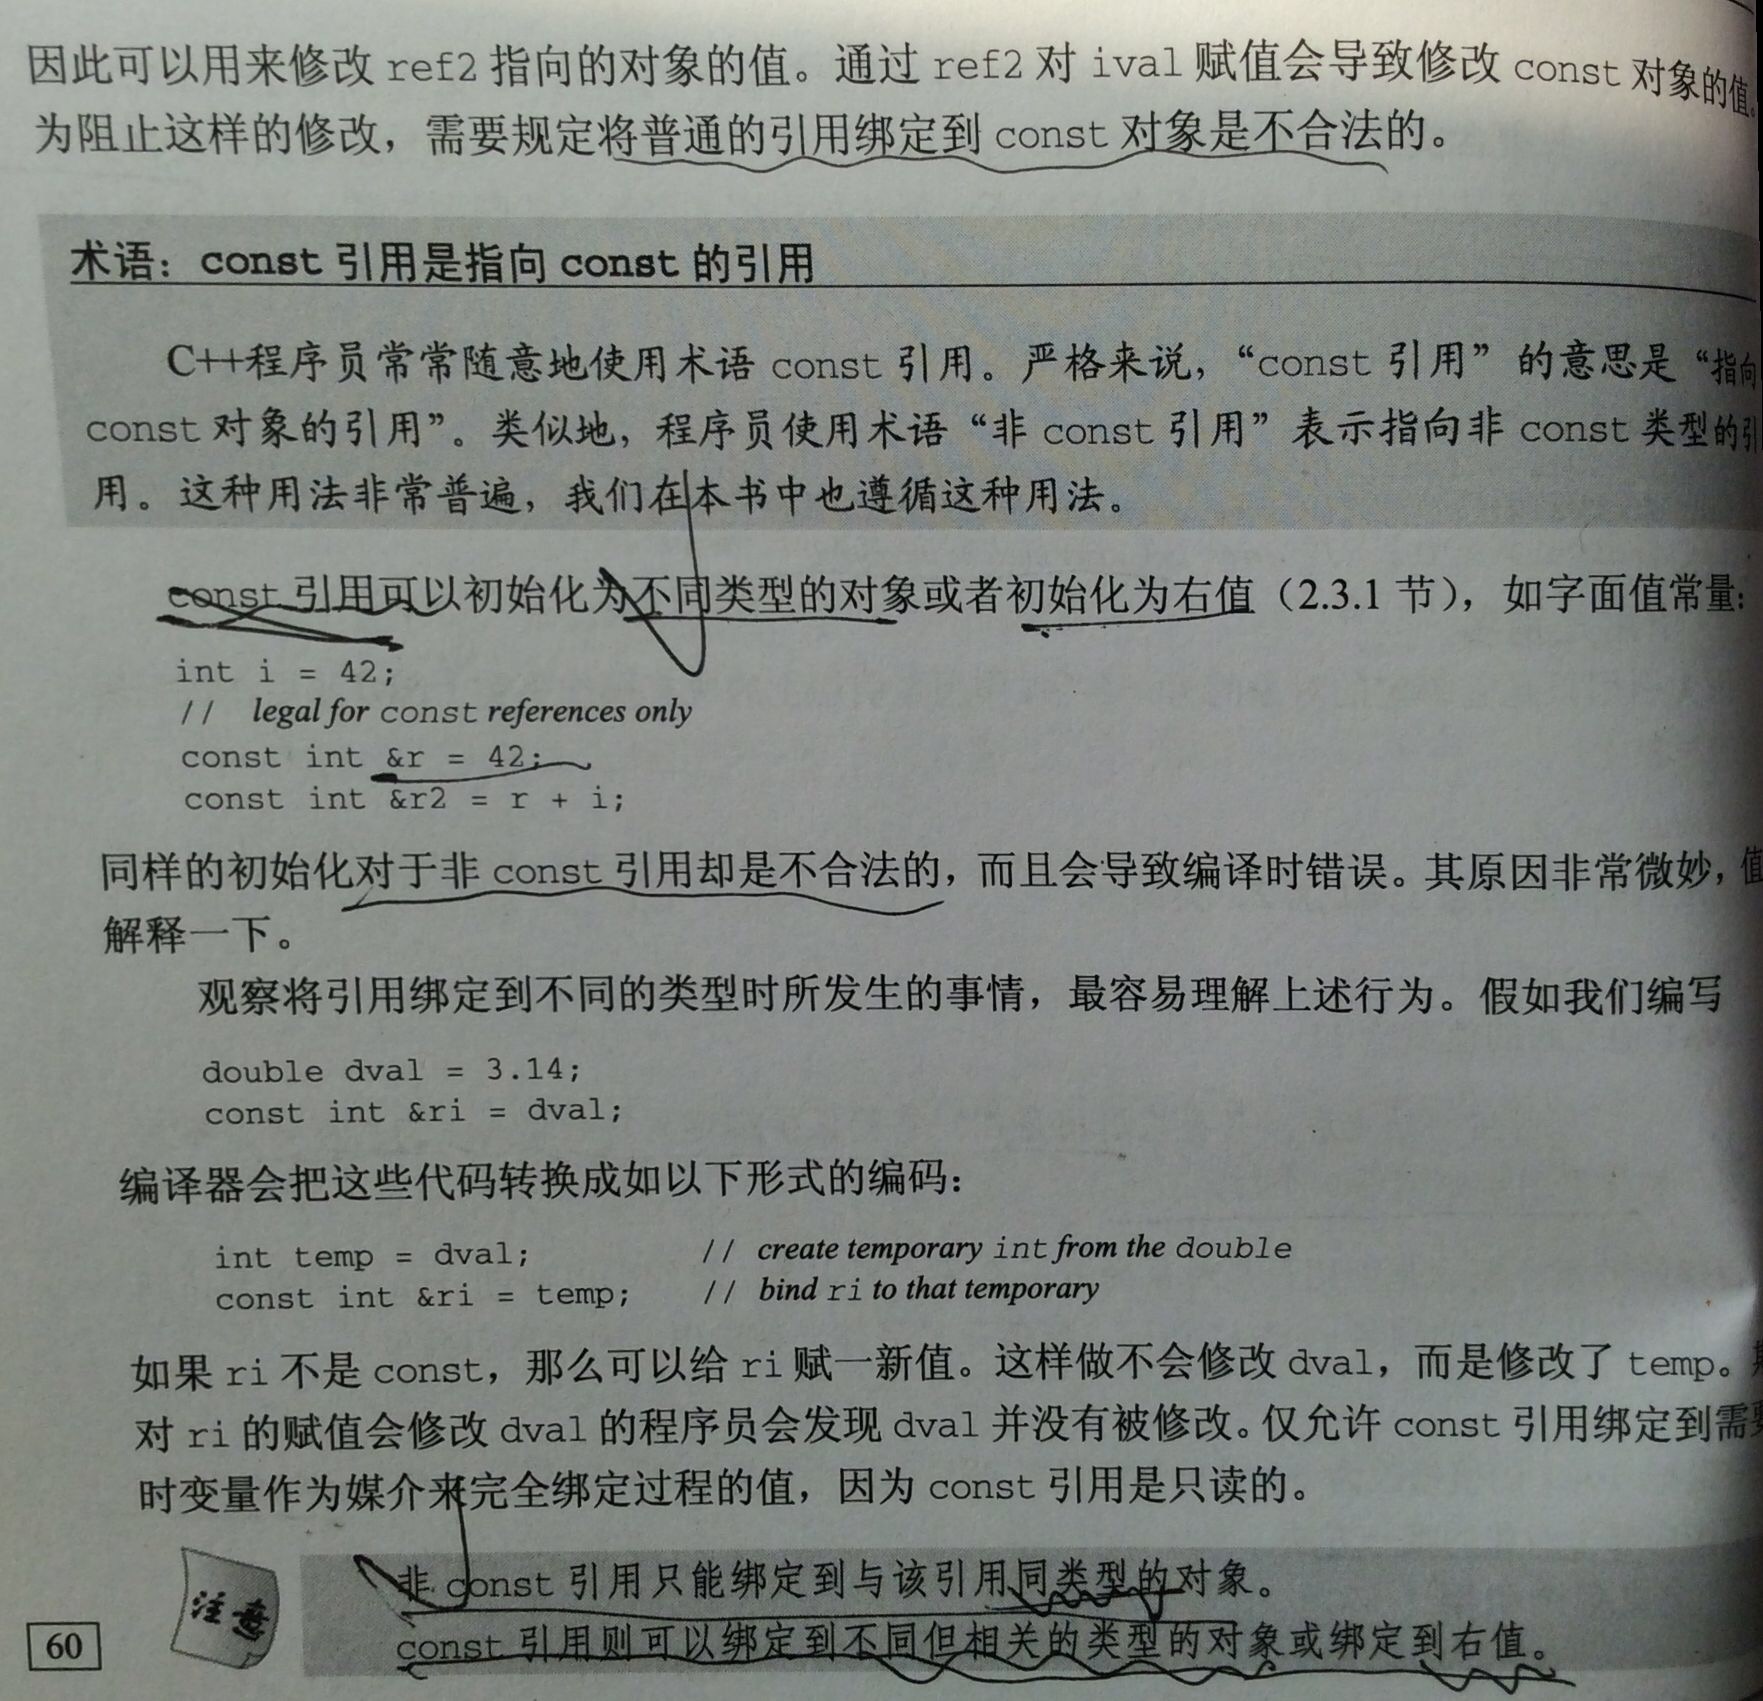 因此可以用来修改 ref2 指向的对象的值。通过 ref2 对 ival 赋值会导致修改 const 对象的值。
为阻止这样的修改，需要规定将普通的引用绑定到 const 对象是不合法的。
术语：const 引用是指向 const 的引用
C++程序员常常随意地使用术语 const 引用。严格来说，“const 引用”的意思是“指向
const 对象的引用”。类似地，程序员使用术语“非 const 引用”表示指向非 const 类型的引
用。这种用法非常普遍，我们在本书中也遵循这种用法。
const 引用可以初始化为不同类型的对象或者初始化为右值（2.3.1 节），如字面值常量：
int i = 42;
// legal for const references only
const int &r = 42;
const int &r2 = r + i;
同样的初始化对于非 const 引用却是不合法的，而且会导致编译时错误。其原因非常微妙，值
解释一下。
观察将引用绑定到不同的类型时所发生的事情，最容易理解上述行为。假如我们编写
double dval = 3.14;
const int &ri = dval;
编译器会把这些代码转换成如以下形式的编码：
int temp = dval; // create temporary int from the double
const int &ri = temp; // bind ri to that temporary
如果 ri 不是 const，那么可以给 ri 赋一新值。这样做不会修改 dval，而是修改了 temp。
对 ri 的赋值会修改 dval 的程序员会发现 dval 并没有被修改。仅允许 const 引用绑定到需
时变量作为媒介来完全绑定过程的值，因为 const 引用是只读的。
注意
非 const 引用只能绑定到与该引用同类型的对象。
const 引用则可以绑定到不同但相关的类型的对象或绑定到右值。
60